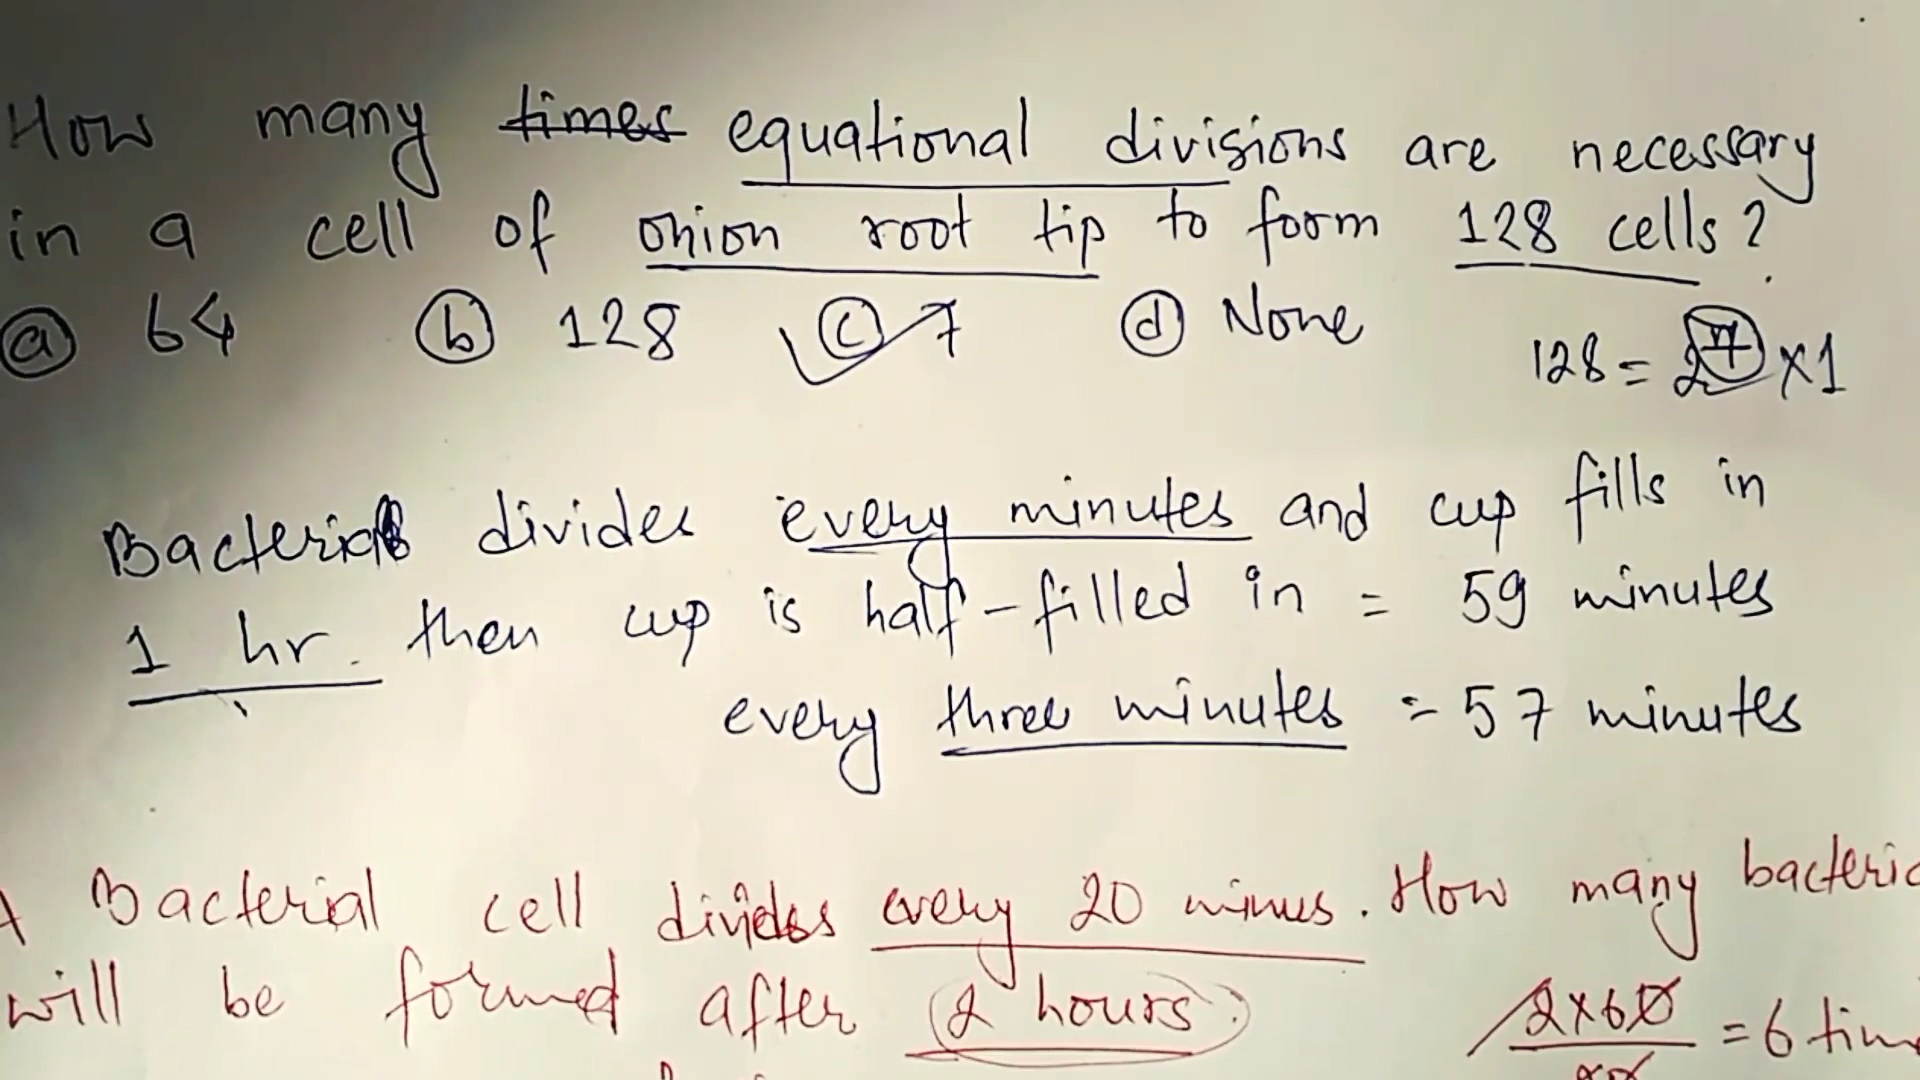 How many times equational divisions are necessary
in a cell of onion root tip to form 128 cells?
(a) 64 (b) 128 (c) 7 (d) None
128 = 2⁷ x 1
Bacteria divides every minutes and cup fills in
1 hr. then cup is half-filled in = 59 minutes
every three minutes = 57 minutes
A Bacterial cell divides every 20 minus. How many bacteria
will be formed after 2 hours.
2x60 = 6 tim